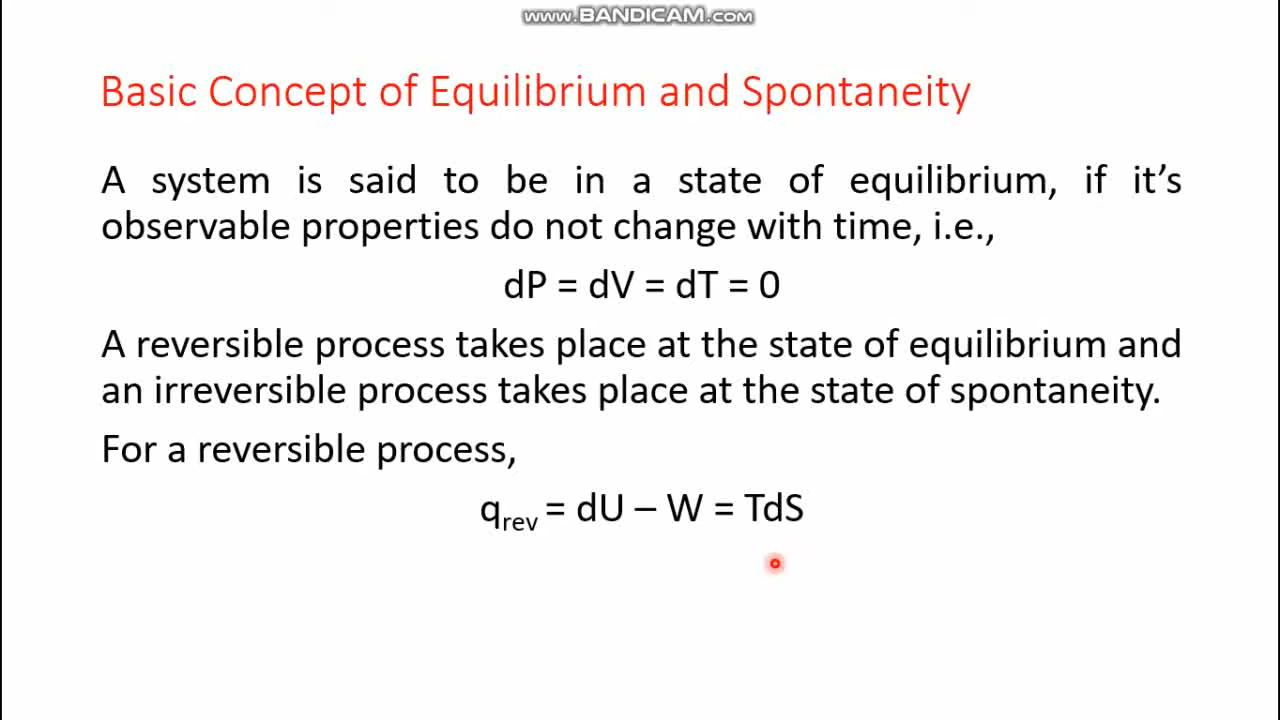 www.BANDICAM.com
Basic Concept of Equilibrium and Spontaneity
A system is said to be in a state of equilibrium, if it’s
observable properties do not change with time, i.e.,
dP = dV = dT = 0
A reversible process takes place at the state of equilibrium and
an irreversible process takes place at the state of spontaneity.
For a reversible process,
qrev = dU – W = TdS